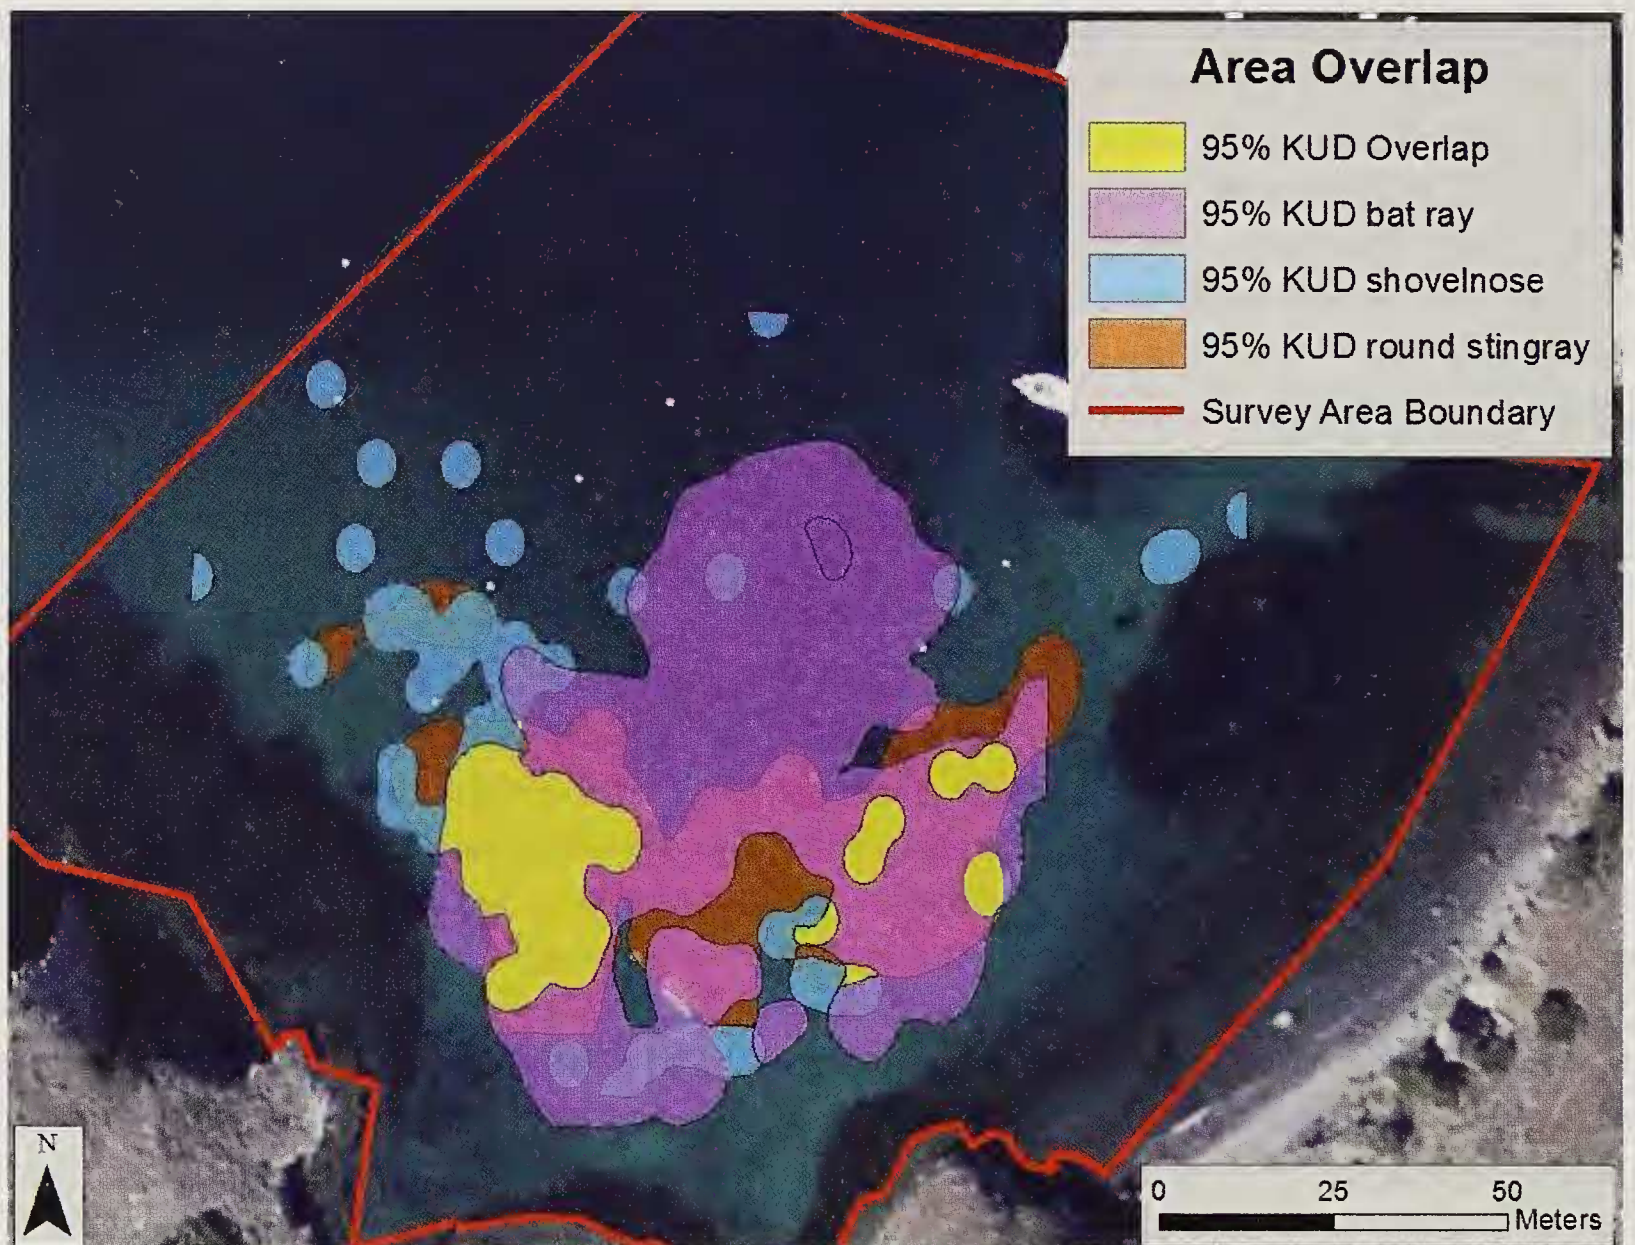 Area Overlap
95% KUD Overlap
95% KUD bat ray
95% KUD shovelnose
95% KUD round stingray
Survey Area Boundary
N
0 25 50
Meters